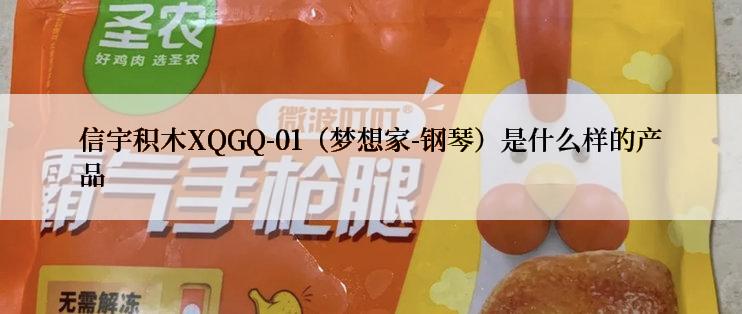 圣农
好鸡肉 选圣农
微波叮叮®
信宇积木XQGQ-01（梦想家-钢琴）是什么样的产
品
霸气手枪腿
无需解冻